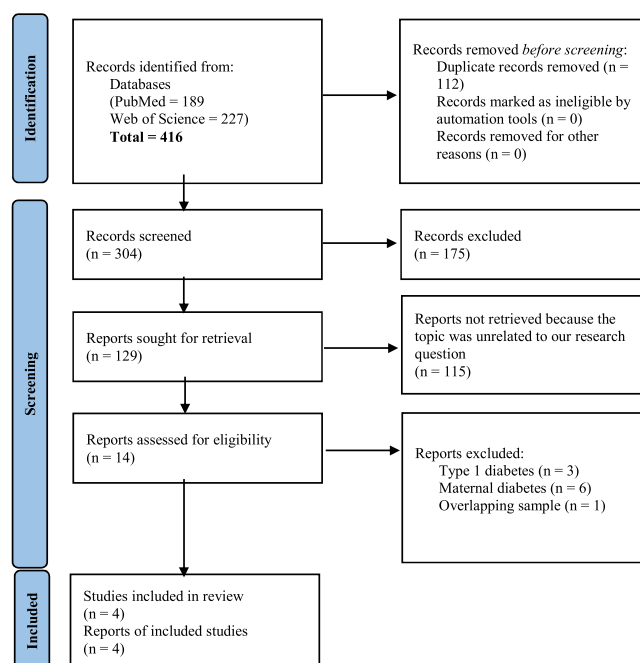 Identification
Records identified from:
Databases
(PubMed = 189
Web of Science = 227)
Total = 416
Records removed before screening:
Duplicate records removed (n =
112)
Records marked as ineligible by
automation tools (n = 0)
Records removed for other
reasons (n = 0)
Screening
Records screened
(n = 304)
Records excluded
(n = 175)
Reports sought for retrieval
(n = 129)
Reports not retrieved because the
topic was unrelated to our research
question
(n = 115)
Reports assessed for eligibility
(n = 14)
Reports excluded:
Type 1 diabetes (n = 3)
Maternal diabetes (n = 6)
Overlapping sample (n = 1)
Included
Studies included in review
(n = 4)
Reports of included studies
(n = 4)